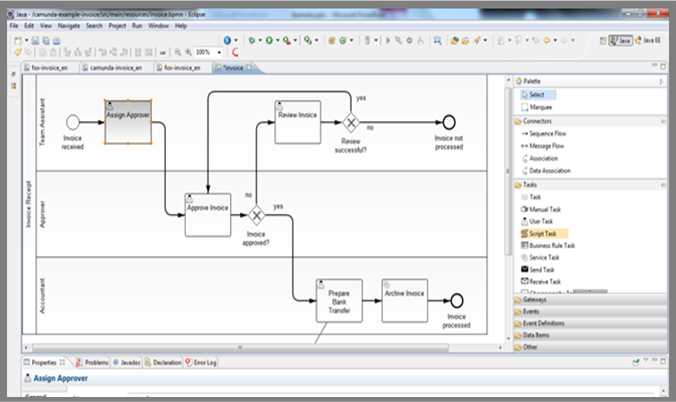 Java - /camunda-example-invoice/src/main/resources/invoice.bpmn - Eclipse
File Edit View Navigate Search Project Run Window Help
100%
Java Java EE
fox-invoice_en camunda-invoice_en fox-invoice_en *invoice
Palette
Select
Marquee
Connectors
Sequence Flow
Message Flow
Association
Data Association
Tasks
Task
Manual Task
User Task
Script Task
Business Rule Task
Service Task
Send Task
Receive Task
Gateways
Events
Event Definitions
Data Items
Other
Invoice Receipt
Team Assistant
Invoice
received
Assign Approver
Review Invoice
yes
no
Review
successful?
Invoice not
processed
Approver
Approve Invoice
no
yes
Invoice
approved?
Accountant
Prepare
Bank
Transfer
Archive Invoice
Invoice
processed
Properties Problems Javadoc Declaration Error Log
Assign Approver
General